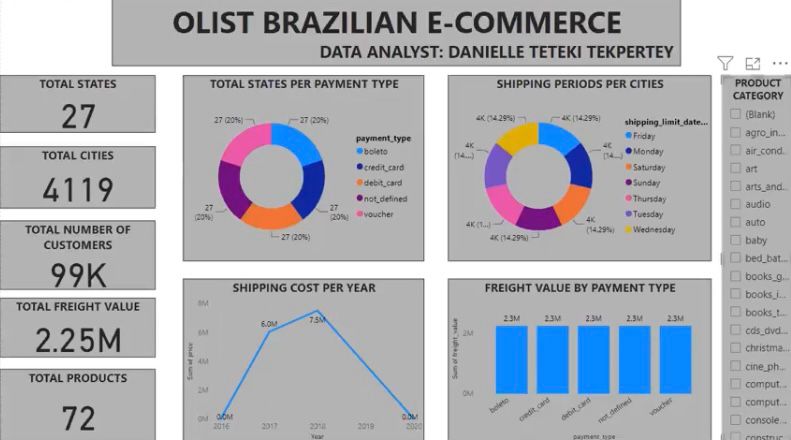 OLIST BRAZILIAN E-COMMERCE
DATA ANALYST: DANIELLE TETEKI TEKPERTEY
TOTAL STATES
27
TOTAL CITIES
4119
TOTAL NUMBER OF
CUSTOMERS
99K
TOTAL FREIGHT VALUE
2.25M
TOTAL PRODUCTS
72
TOTAL STATES PER PAYMENT TYPE
27 (20%)
27 (20%)
27
(20%)
27
(20%)
27 (20%)
payment_type
boleto
credit_card
debit_card
not_defined
voucher
SHIPPING PERIODS PER CITIES
4K (14.29%)
4K (14.29%)
4K
(14....)
4K
(14....)
4K (1...)
4K
(14.29%)
4K (14.29%)
shipping_limit_date...
Friday
Monday
Saturday
Sunday
Thursday
Tuesday
Wednesday
SHIPPING COST PER YEAR
Sum of price
8M
6M
4M
2M
0M
0.0M
6.0M
7.5M
0.0M
2016
2017
2018
2019
2020
Year
FREIGHT VALUE BY PAYMENT TYPE
Sum of freight_value
2M
0M
2.3M
2.3M
2.3M
2.3M
2.3M
boleto
credit_card
debit_card
not_defined
voucher
payment_type
PRODUCT
CATEGORY
(Blank)
agro_in...
air_cond...
art
arts_and...
audio
auto
baby
bed_bat...
books_g...
books_i...
books_t...
cds_dvd...
christma...
cine_ph...
comput...
comput...
console...
construc...